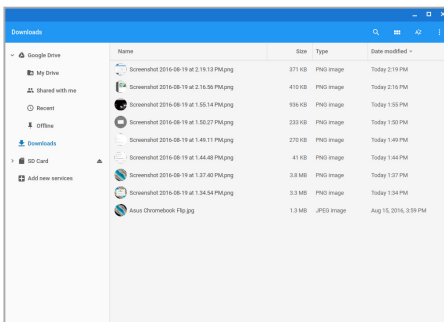 Downloads
Google Drive
My Drive
Shared with me
Recent
Offline
Downloads
SD Card
Add new services
Name Size Type Date modified
Screenshot 2016-08-19 at 2.19.13 PM.png 371 KB PNG image Today 2:19 PM
Screenshot 2016-08-19 at 2.16.56 PM.png 410 KB PNG image Today 2:16 PM
Screenshot 2016-08-19 at 1.55.14 PM.png 936 KB PNG image Today 1:55 PM
Screenshot 2016-08-19 at 1.50.27 PM.png 233 KB PNG image Today 1:50 PM
Screenshot 2016-08-19 at 1.49.11 PM.png 270 KB PNG image Today 1:49 PM
Screenshot 2016-08-19 at 1.44.48 PM.png 41 KB PNG image Today 1:44 PM
Screenshot 2016-08-19 at 1.37.40 PM.png 3.8 MB PNG image Today 1:37 PM
Screenshot 2016-08-19 at 1.34.54 PM.png 3.3 MB PNG image Today 1:34 PM
Asus Chromebook Flip.jpg 1.3 MB JPEG image Aug 15, 2016, 3:59 PM